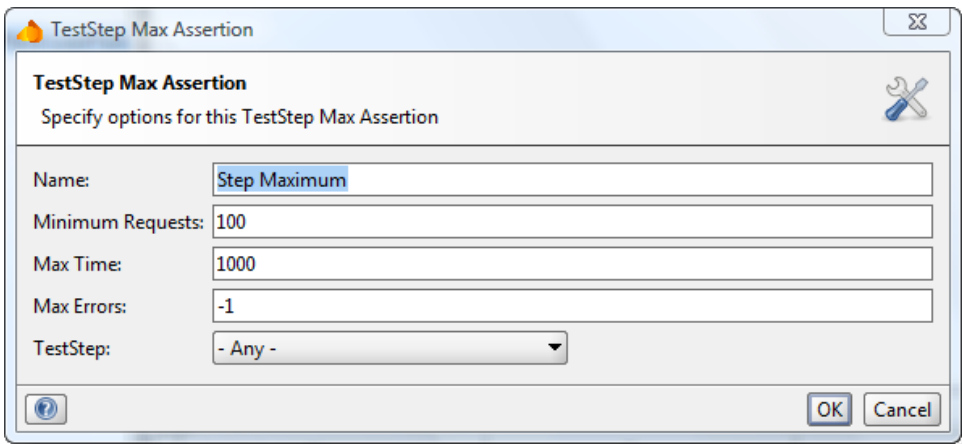 TestStep Max Assertion
TestStep Max Assertion
Specify options for this TestStep Max Assertion
Name: Step Maximum
Minimum Requests: 100
Max Time: 1000
Max Errors: -1
TestStep: - Any -
OK Cancel